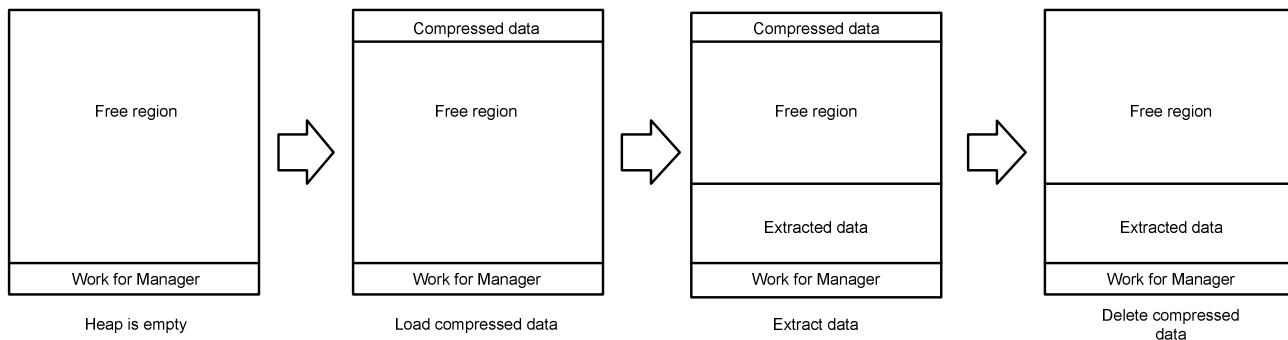 Free region
Work for Manager
Heap is empty
Compressed data
Free region
Work for Manager
Load compressed data
Compressed data
Free region
Extracted data
Work for Manager
Extract data
Free region
Extracted data
Work for Manager
Delete compressed
data